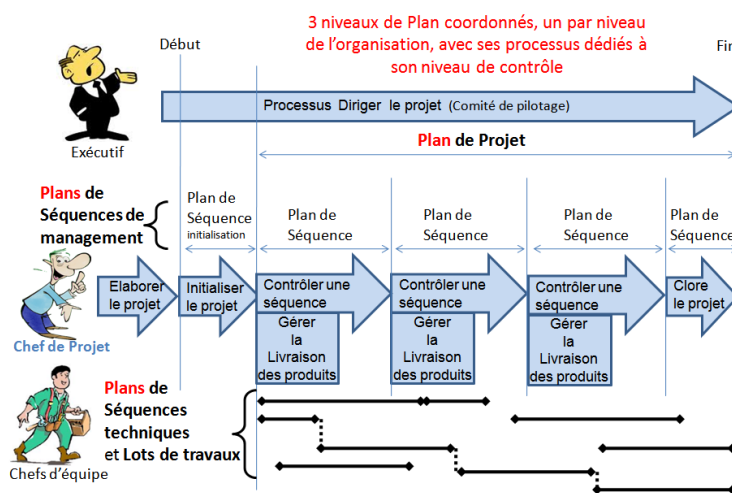 3 niveaux de Plan coordonnés, un par niveau
de l'organisation, avec ses processus dédiés à
son niveau de contrôle
Début
Fin
Processus Diriger le projet (Comité de pilotage)
Exécutif
Plan de Projet
Plans de
Séquences de
management
Plan de
Séquence
initialisation
Plan de
Séquence
Plan de
Séquence
Plan de
Séquence
Plan de
Séquence
Elaborer
le projet
Initialiser
le projet
Contrôler une
séquence
Contrôler une
séquence
Contrôler une
séquence
Clore
le projet
Gérer
la
Livraison
des produits
Gérer
la
Livraison
des produits
Gérer
la
Livraison
des produits
Chef de Projet
Plans de
Séquences
techniques
et Lots de travaux
Chefs d'équipe